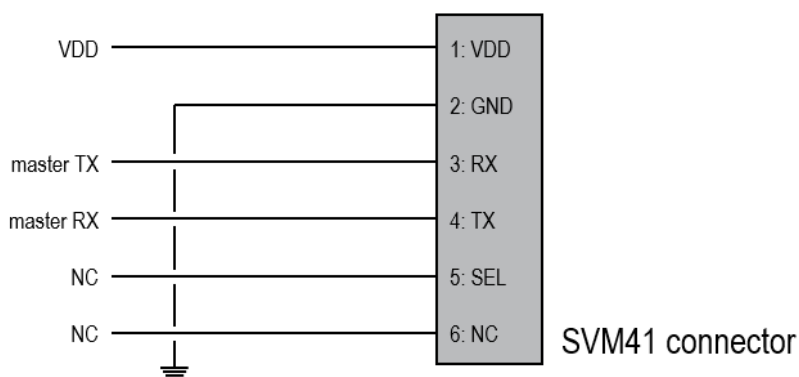 VDD 1: VDD
2: GND
master TX 3: RX
master RX 4: TX
NC 5: SEL
NC 6: NC
SVM41 connector